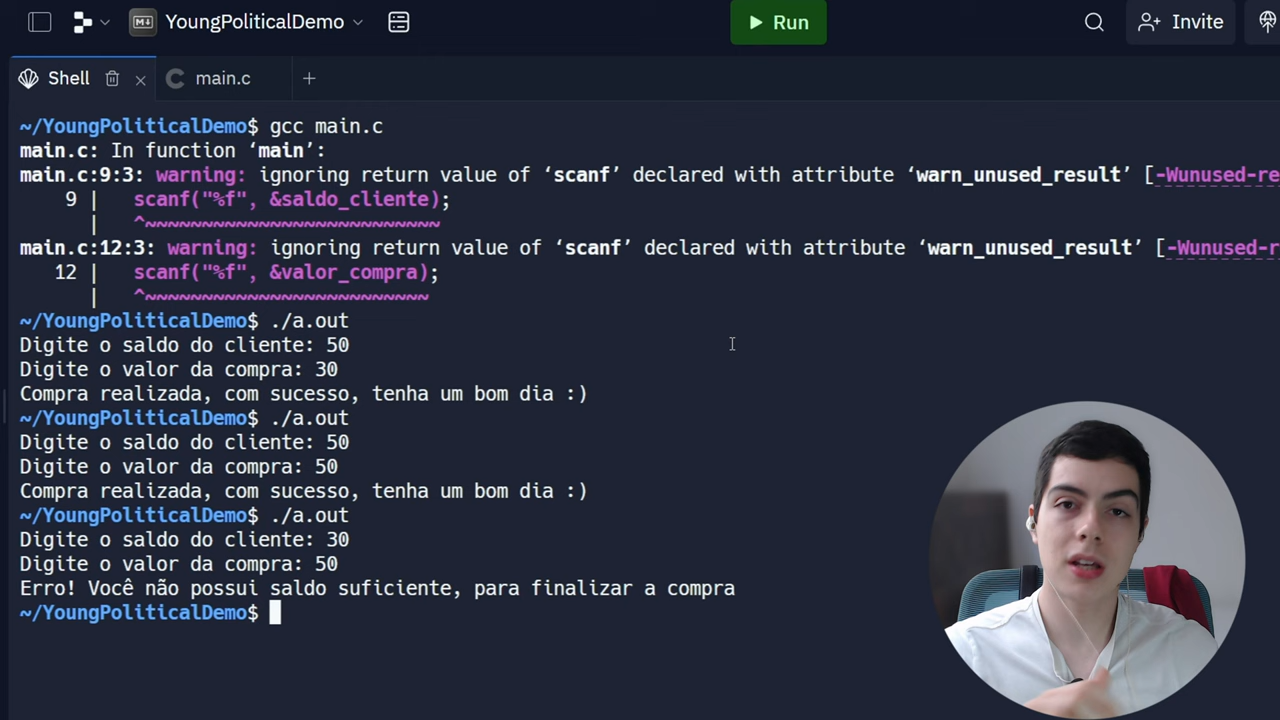 YoungPoliticalDemo
Run
Invite
Shell
main.c
~/YoungPoliticalDemo$ gcc main.c
main.c: In function ‘main’:
main.c:9:3: warning: ignoring return value of ‘scanf’ declared with attribute ‘warn_unused_result’ [-Wunused-re
9 | scanf("%f", &saldo_cliente);
| ^~~~~~~~~~~~~~~~~~~~~~~~~~~
main.c:12:3: warning: ignoring return value of ‘scanf’ declared with attribute ‘warn_unused_result’ [-Wunused-r
12 | scanf("%f", &valor_compra);
| ^~~~~~~~~~~~~~~~~~~~~~~~~~
~/YoungPoliticalDemo$ ./a.out
Digite o saldo do cliente: 50
Digite o valor da compra: 30
Compra realizada, com sucesso, tenha um bom dia :)
~/YoungPoliticalDemo$ ./a.out
Digite o saldo do cliente: 50
Digite o valor da compra: 50
Compra realizada, com sucesso, tenha um bom dia :)
~/YoungPoliticalDemo$ ./a.out
Digite o saldo do cliente: 30
Digite o valor da compra: 50
Erro! Você não possui saldo suficiente, para finalizar a compra
~/YoungPoliticalDemo$